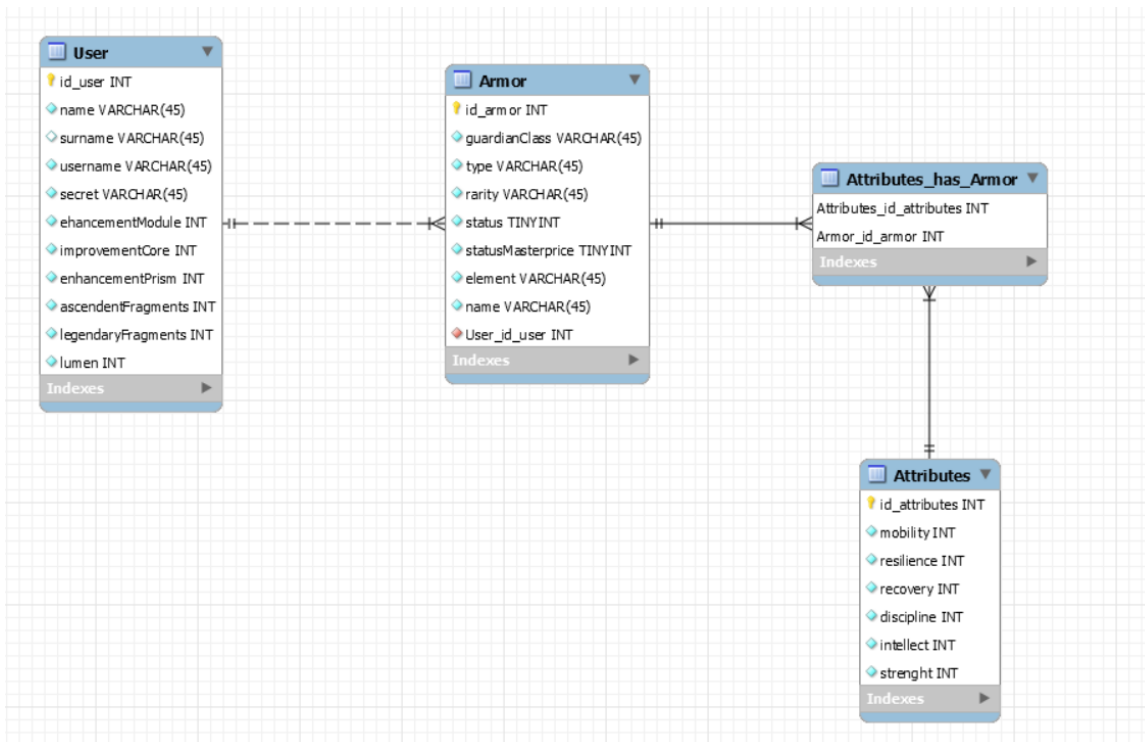 User
id_user INT
name VARCHAR(45)
surname VARCHAR(45)
username VARCHAR(45)
secret VARCHAR(45)
ehancementModule INT
improvementCore INT
enhancementPrism INT
ascendentFragments INT
legendaryFragments INT
lumen INT
Indexes
Armor
id_armor INT
guardianClass VARCHAR(45)
type VARCHAR(45)
rarity VARCHAR(45)
status TINYINT
statusMasterprice TINYINT
element VARCHAR(45)
name VARCHAR(45)
User_id_user INT
Indexes
Attributes_has_Armor
Attributes_id_attributes INT
Armor_id_armor INT
Indexes
Attributes
id_attributes INT
mobility INT
resilience INT
recovery INT
discipline INT
intellect INT
strenght INT
Indexes